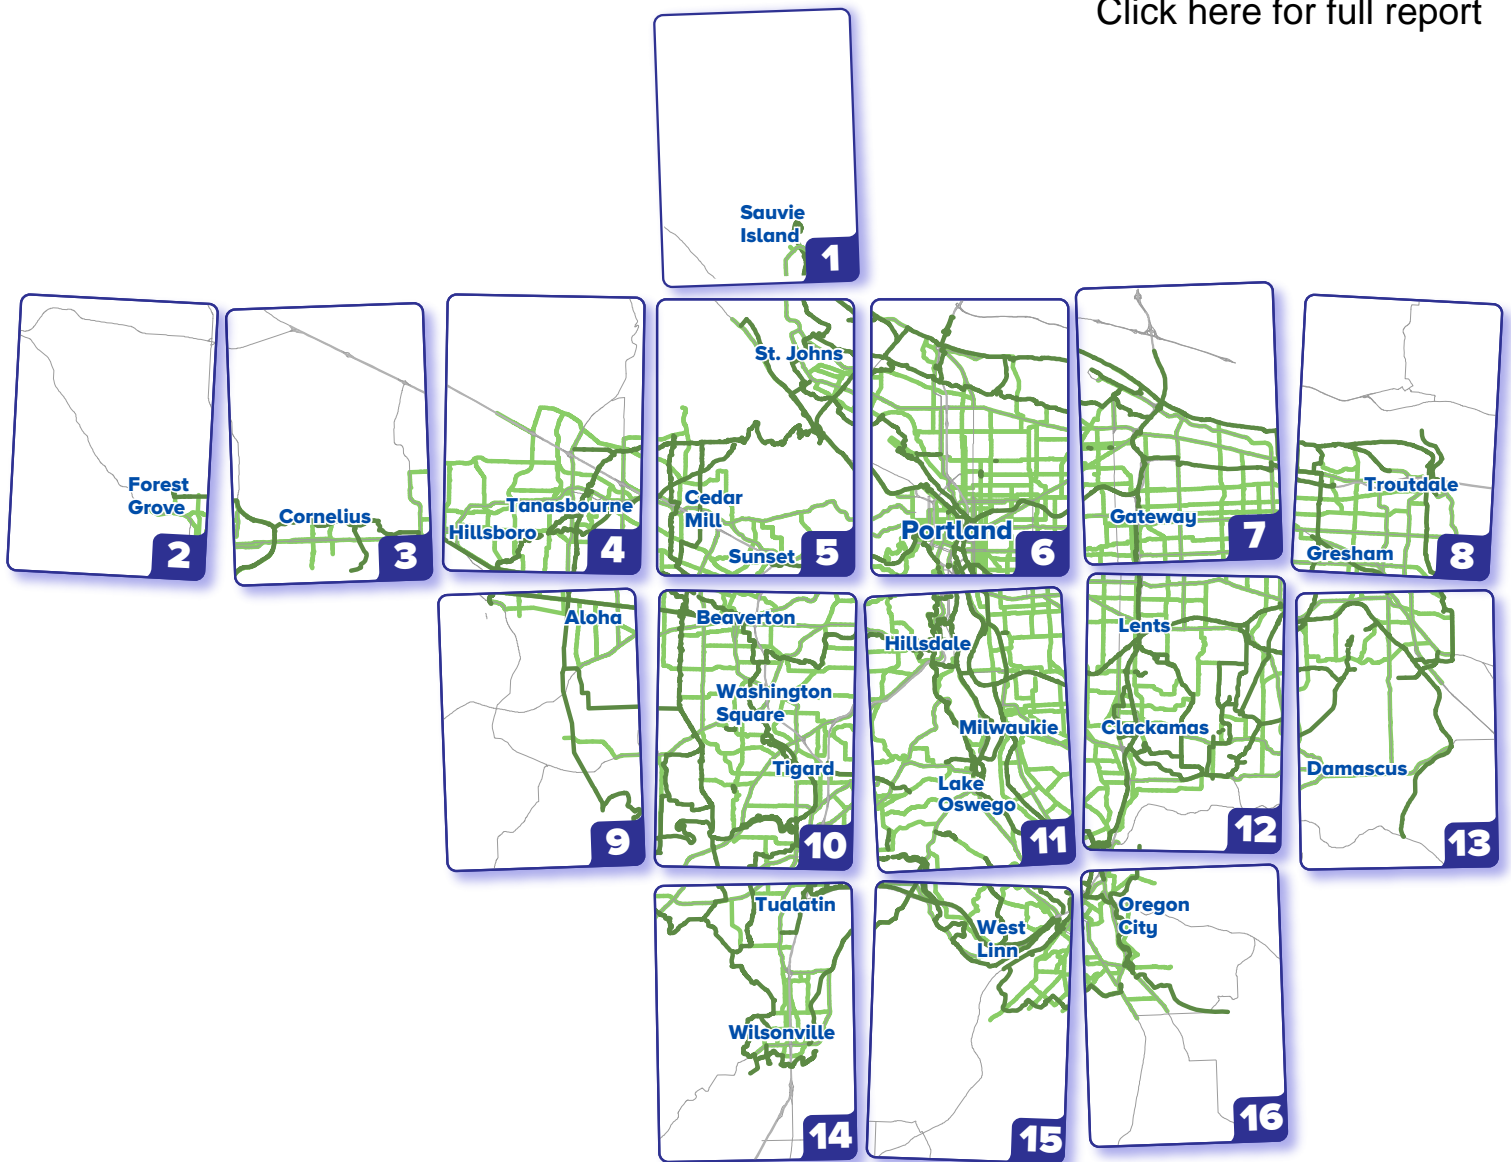 Click here for full report
Sauvie
Island
1
Forest
Grove
2
Cornelius
3
Tanasbourne
Hillsboro
4
St. Johns
Cedar
Mill
Sunset
5
Portland
6
Gateway
7
Troutdale
Gresham
8
Aloha
9
Beaverton
Washington
Square
Tigard
10
Hillsdale
Milwaukie
Lake
Oswego
11
Lents
Clackamas
12
Damascus
13
Tualatin
Wilsonville
14
West
Linn
15
Oregon
City
16